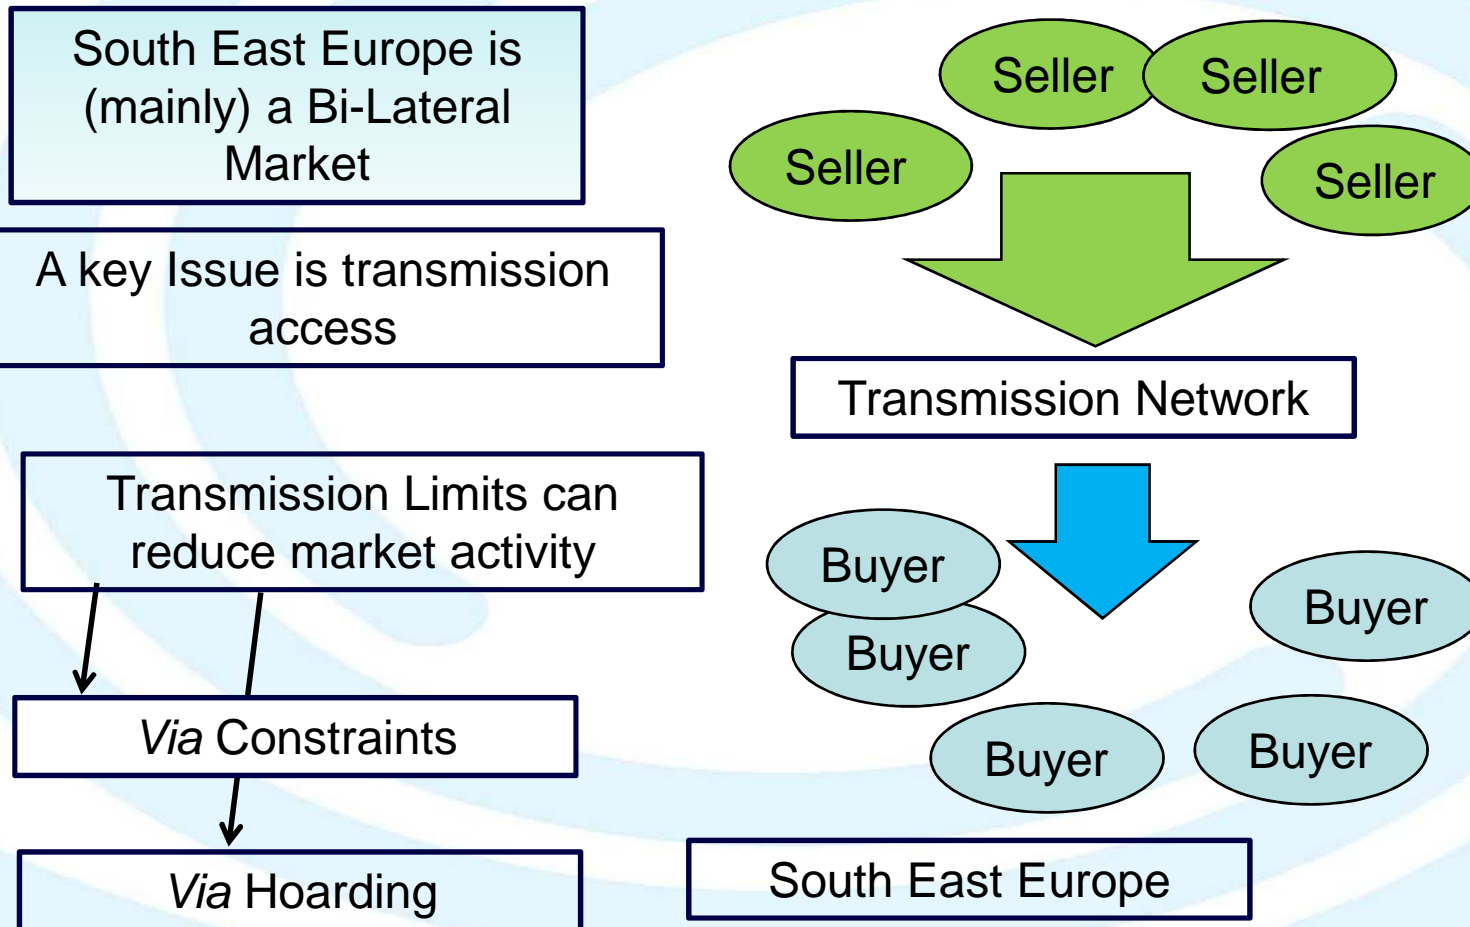 South East Europe is
(mainly) a Bi-Lateral
Market
A key Issue is transmission
access
Transmission Limits can
reduce market activity
Via Constraints
Via Hoarding
Seller
Seller
Seller
Seller
Transmission Network
Buyer
Buyer
Buyer
Buyer
Buyer
South East Europe